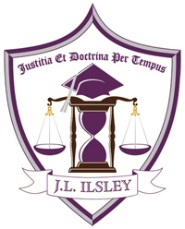 Justitia Et Doctrina Per Tempus
J.L. ILSLEY